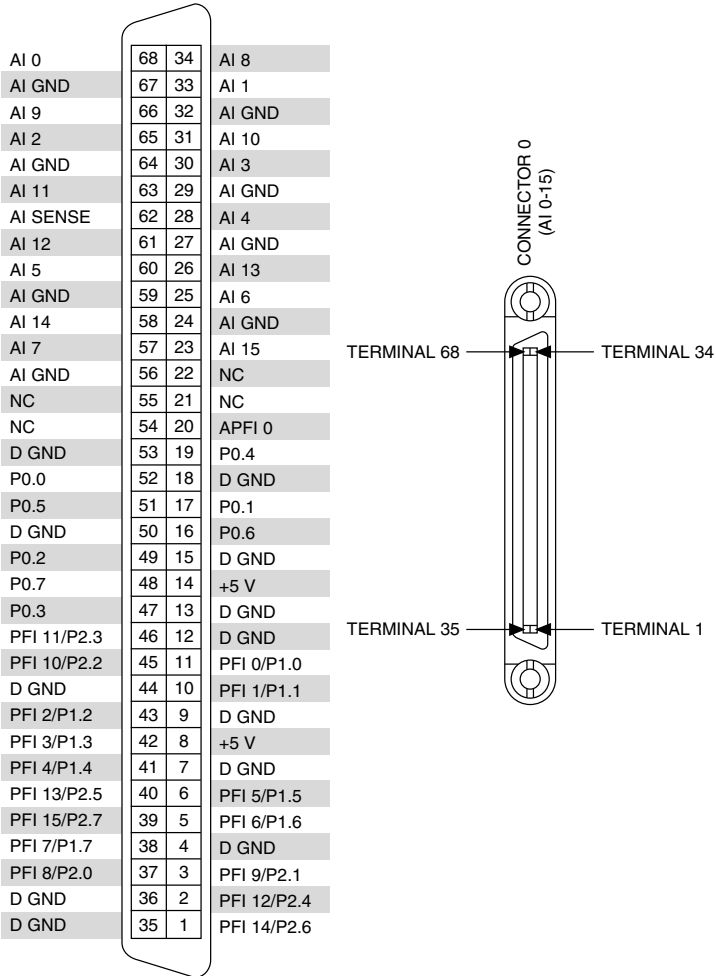 AI 0 68 34 AI 8
AI GND 67 33 AI 1
AI 9 66 32 AI GND
AI 2 65 31 AI 10
AI GND 64 30 AI 3
AI 11 63 29 AI GND
AI SENSE 62 28 AI 4
AI 12 61 27 AI GND
AI 5 60 26 AI 13
AI GND 59 25 AI 6
AI 14 58 24 AI GND
AI 7 57 23 AI 15
AI GND 56 22 NC
NC 55 21 NC
NC 54 20 APFI 0
D GND 53 19 P0.4
P0.0 52 18 D GND
P0.5 51 17 P0.1
D GND 50 16 P0.6
P0.2 49 15 D GND
P0.7 48 14 +5 V
P0.3 47 13 D GND
PFI 11/P2.3 46 12 D GND
PFI 10/P2.2 45 11 PFI 0/P1.0
D GND 44 10 PFI 1/P1.1
PFI 2/P1.2 43 9 D GND
PFI 3/P1.3 42 8 +5 V
PFI 4/P1.4 41 7 D GND
PFI 13/P2.5 40 6 PFI 5/P1.5
PFI 15/P2.7 39 5 PFI 6/P1.6
PFI 7/P1.7 38 4 D GND
PFI 8/P2.0 37 3 PFI 9/P2.1
D GND 36 2 PFI 12/P2.4
D GND 35 1 PFI 14/P2.6
CONNECTOR 0
(AI 0-15)
TERMINAL 68 TERMINAL 34
TERMINAL 35 TERMINAL 1